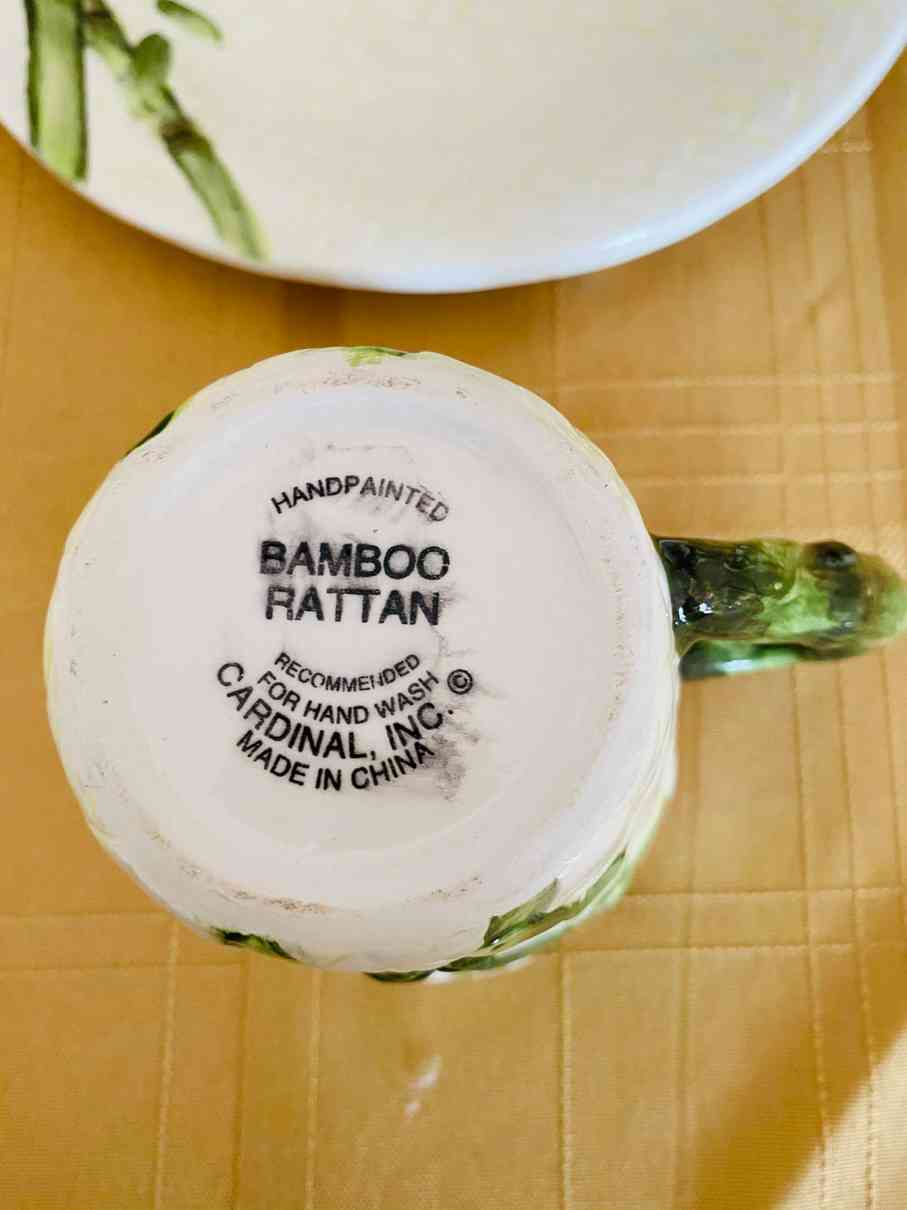 HANDPAINTED
BAMBOO
RATTAN
RECOMMENDED
FOR HAND WASH
CARDINAL, INC. ©
MADE IN CHINA